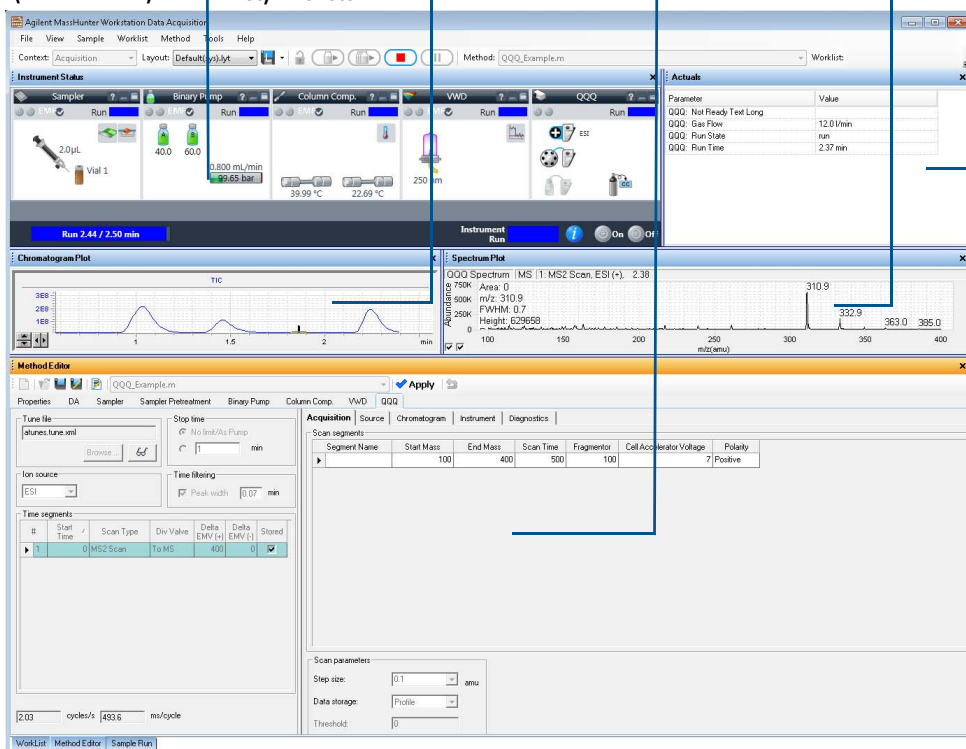 Agilent MassHunter Workstation Data Acquisition
File View Sample Worklist Method Tools Help
Context: Acquisition Layout: Default(sys).lyt Method: QQQ_Example.m Worklist:
Instrument Status x
Sampler ? Binary Pump ? Column Comp. ? VWD ? QQQ ?
EMF Run EMF Run EMF Run EMF Run Run
2.0µL
Vial 1
A B
40.0 60.0
0.800 mL/min
99.65 bar
39.99 °C 22.69 °C
250 nm
ESI
CC
Run 2.44 / 2.50 min
Instrument Run
On Off
Actuals x
Parameter Value
QQQ: Not Ready Text Long
QQQ: Gas Flow 12.0 l/min
QQQ: Run State run
QQQ: Run Time 2.37 min
Chromatogram Plot x
TIC
3E8
2E8
1E8
1 1.5 2 min
Spectrum Plot x
QQQ Spectrum MS 1: MS2 Scan, ESI (+), 2.38
Area: 0
m/z: 310.9
FWHM: 0.7
Height: 629658
Abundance
750K
500K
250K
0
310.9
332.9
363.0 385.0
100 150 200 250 300 350 400
m/z(amu)
Method Editor x
QQQ_Example.m Apply
Properties DA Sampler Sampler Pretreatment Binary Pump Column Comp. VWD QQQ
Tune file
atunes.tune.xml
Browse...
Stop time
No limit/As Pump
1 min
Ion source
ESI
Time filtering
Peak width 0.07 min
Time segments
# Start Time / Scan Type Div Valve Delta EMV (+) Delta EMV (-) Stored
1 0 MS2 Scan To MS 400 0
2.03 cycles/s 493.6 ms/cycle
Acquisition Source Chromatogram Instrument Diagnostics
Scan segments
Segment Name Start Mass End Mass Scan Time Fragmentor Cell Accelerator Voltage Polarity
100 400 500 100 7 Positive
Scan parameters
Step size: 0.1 amu
Data storage: Profile
Threshold: 0
WorkList Method Editor Sample Run